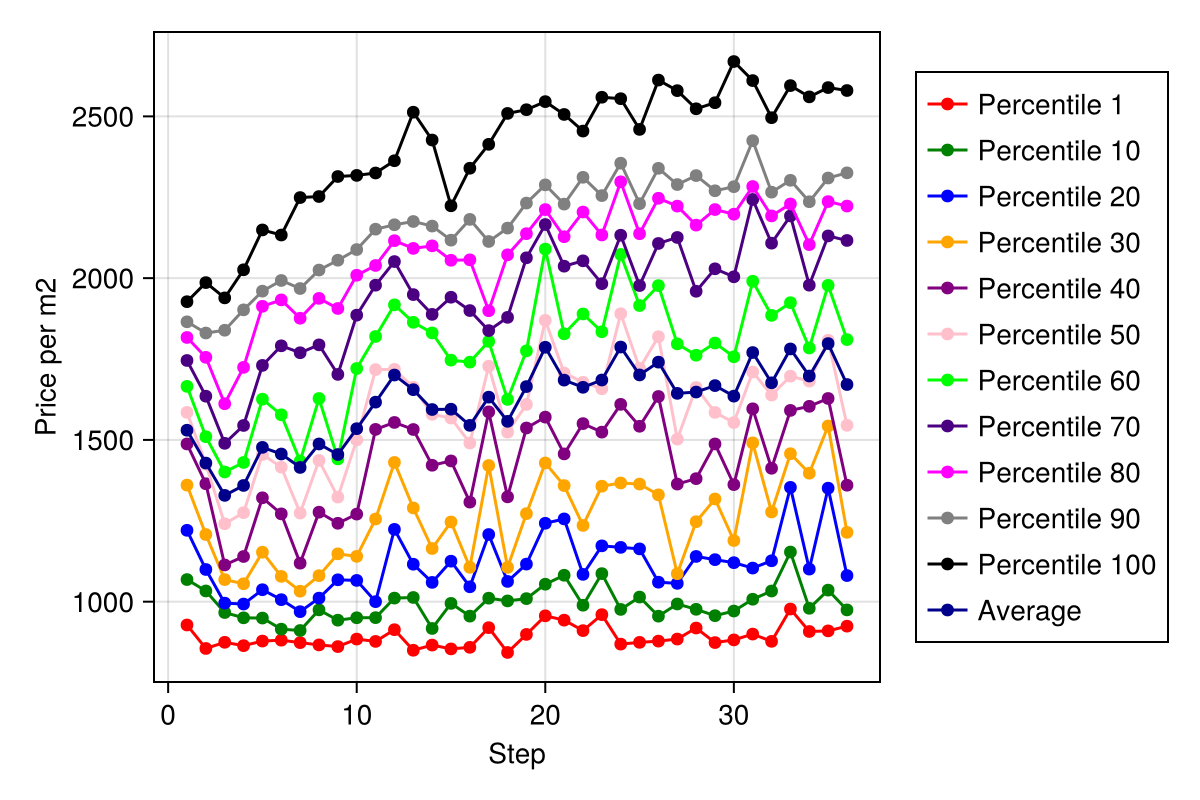 Price per m2
2500
2000
1500
1000
0
10
20
30
Step
Percentile 1
Percentile 10
Percentile 20
Percentile 30
Percentile 40
Percentile 50
Percentile 60
Percentile 70
Percentile 80
Percentile 90
Percentile 100
Average